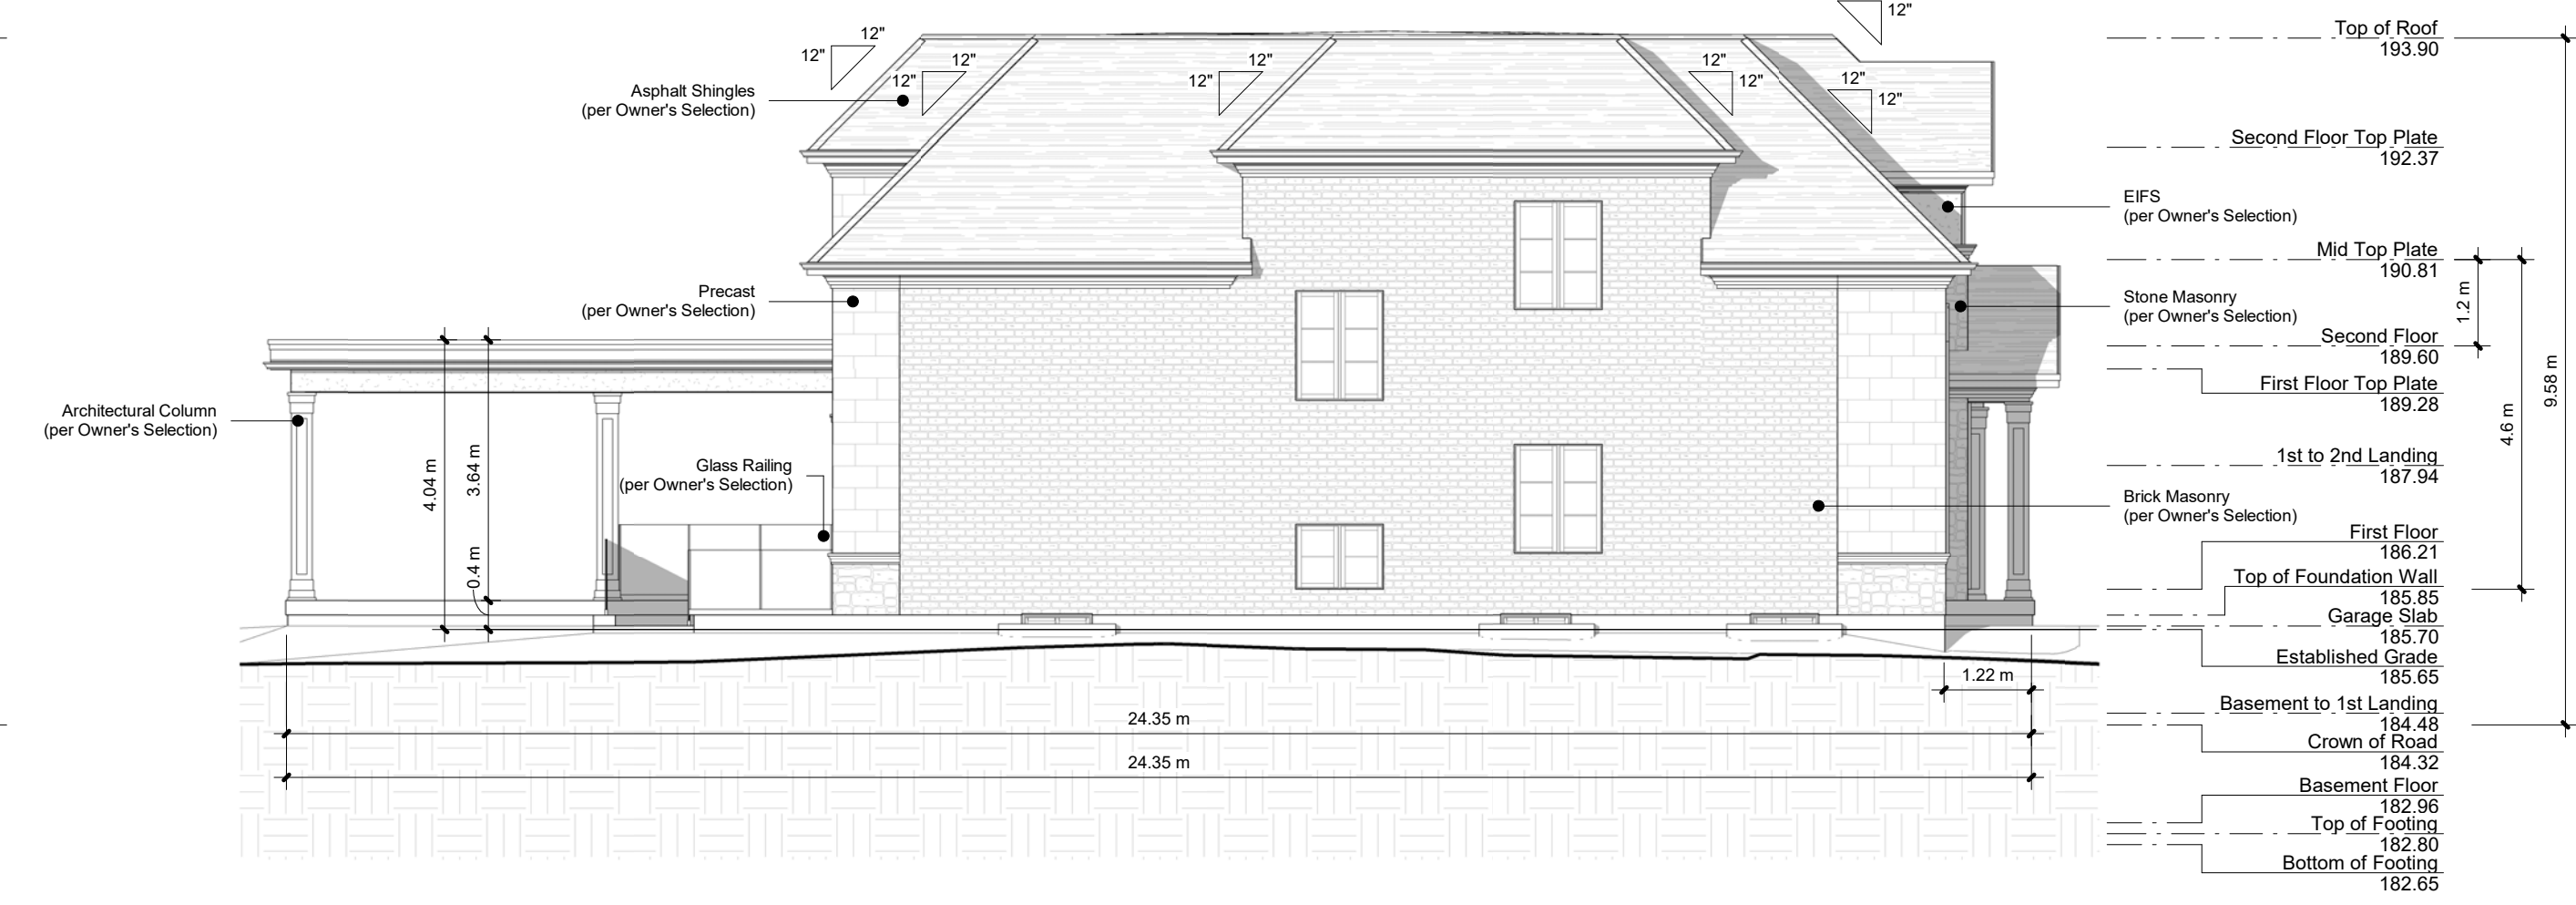 12"
12"
12"
12"
12"
12"
12"
12"
12"
12"
12"
Asphalt Shingles
(per Owner's Selection)
Precast
(per Owner's Selection)
Architectural Column
(per Owner's Selection)
Glass Railing
(per Owner's Selection)
4.04 m
3.64 m
0.4 m
24.35 m
24.35 m
1.22 m
EIFS
(per Owner's Selection)
Stone Masonry
(per Owner's Selection)
Brick Masonry
(per Owner's Selection)
Top of Roof
193.90
Second Floor Top Plate
192.37
Mid Top Plate
190.81
Second Floor
189.60
First Floor Top Plate
189.28
1st to 2nd Landing
187.94
First Floor
186.21
Top of Foundation Wall
185.85
Garage Slab
185.70
Established Grade
185.65
Basement to 1st Landing
184.48
Crown of Road
184.32
Basement Floor
182.96
Top of Footing
182.80
Bottom of Footing
182.65
1.2 m
4.6 m
9.58 m